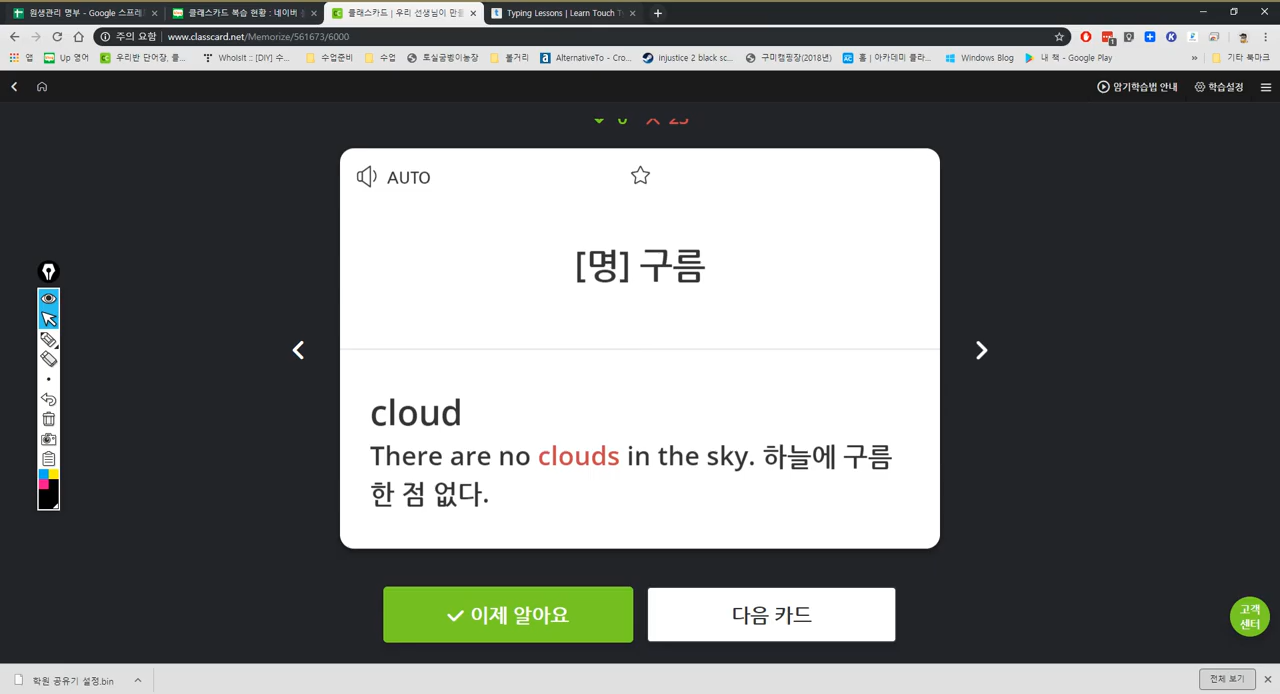 원생관리 명부 - Google 스프레
클래스카드 복습 현황 : 네이버
클래스카드 | 우리 선생님이 만
Typing Lessons | Learn Touch T
주의 요함 | www.classcard.net/Memorize/561673/6000
앱 Up 영어 우리반 단어장, 클... WhoIst :: [DIY] 수... 수업준비 수업 토실굼벵이농장 볼거리 AlternativeTo - Cro... injustice 2 black sc... 구미캠핑장(2018년) 홈 | 아카데미 클라... Windows Blog 내 책 - Google Play » 기타 북마크
암기학습법 안내 학습설정
AUTO
[명] 구름
cloud
There are no clouds in the sky. 하늘에 구름
한 점 없다.
이제 알아요 다음 카드
고객
센터
학원 공유기 설정.bin 전체 보기